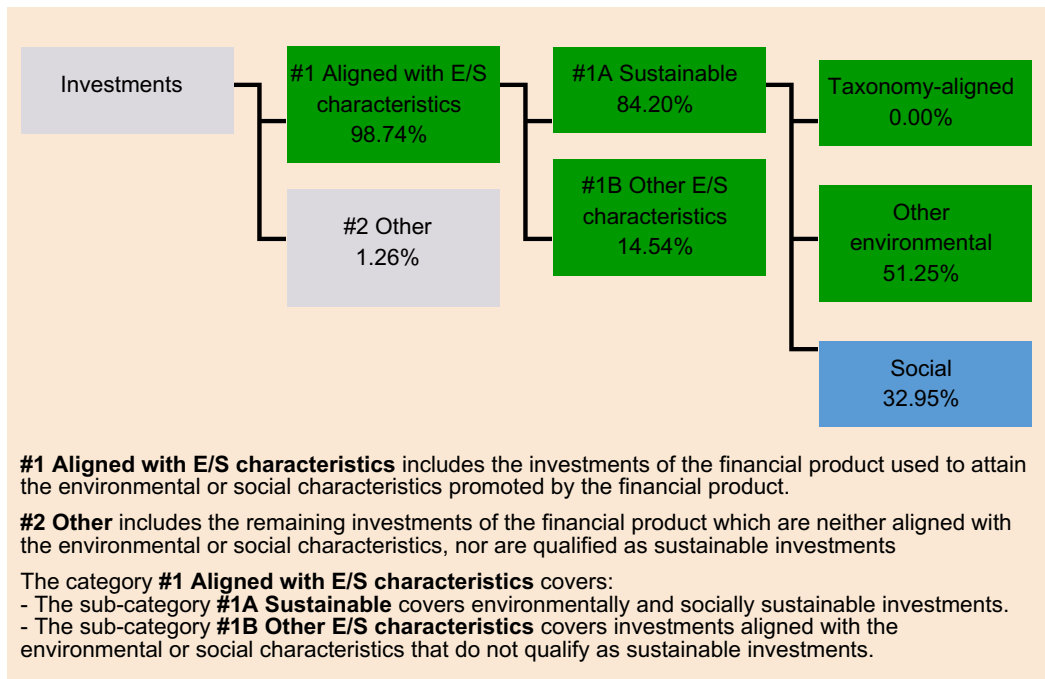 Investments
#1 Aligned with E/S
characteristics
98.74%
#2 Other
1.26%
#1A Sustainable
84.20%
#1B Other E/S
characteristics
14.54%
Taxonomy-aligned
0.00%
Other
environmental
51.25%
Social
32.95%
#1 Aligned with E/S characteristics includes the investments of the financial product used to attain
the environmental or social characteristics promoted by the financial product.
#2 Other includes the remaining investments of the financial product which are neither aligned with
the environmental or social characteristics, nor are qualified as sustainable investments
The category #1 Aligned with E/S characteristics covers:
- The sub-category #1A Sustainable covers environmentally and socially sustainable investments.
- The sub-category #1B Other E/S characteristics covers investments aligned with the
environmental or social characteristics that do not qualify as sustainable investments.